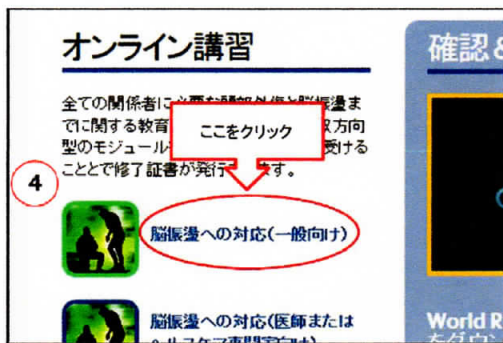 オンライン講習
確認&
全ての関係者に
でに関する教育
方向
型のモジュール
受ける
こととで修了証書が発行
ます。
ここをクリック
4
脳振盪への対応(一般向け)
脳振盪への対応(医師または
World R